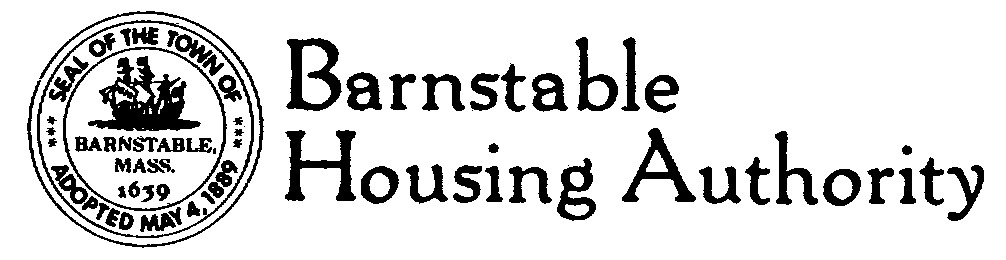 SEAL OF THE TOWN OF
BARNSTABLE,
MASS.
1639
*** ADOPTED MAY 4, 1889 ***
Barnstable
Housing Authority